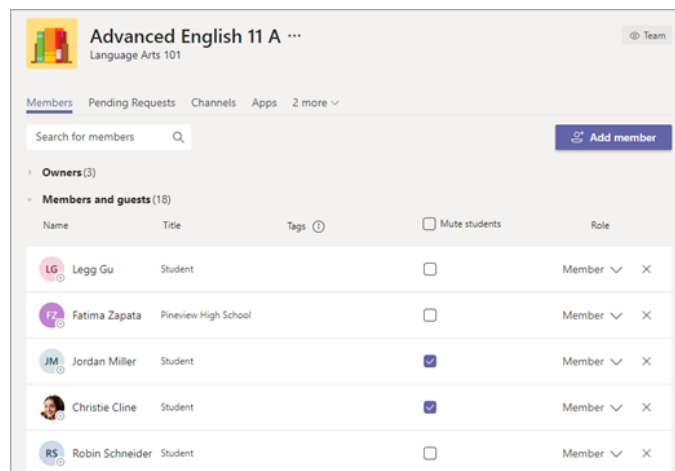 Advanced English 11 A ...
Language Arts 101
Team
Members Pending Requests Channels Apps 2 more
Search for members
Add member
Owners (3)
Members and guests (18)
Name Title Tags Mute students Role
LG Legg Gu Student Member
FZ Fatima Zapata Pineview High School Member
JM Jordan Miller Student Member
Christie Cline Student Member
RS Robin Schneider Student Member